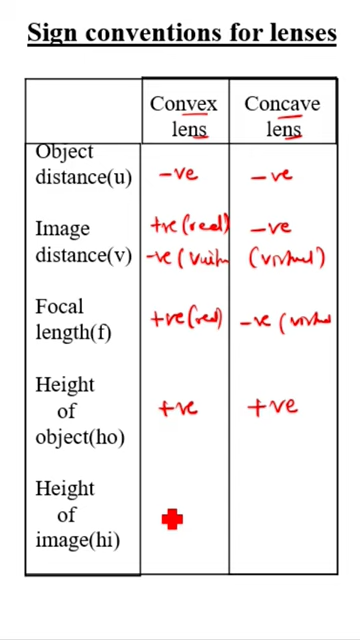 Sign conventions for lenses
Convex lens
Concave lens
Object distance(u)
-ve
-ve
Image distance(v)
+ve (real)
-ve (
-ve (virtual)
Focal length(f)
+ve (real)
-ve (
Height of object(ho)
+ve
+ve
Height of image(hi)